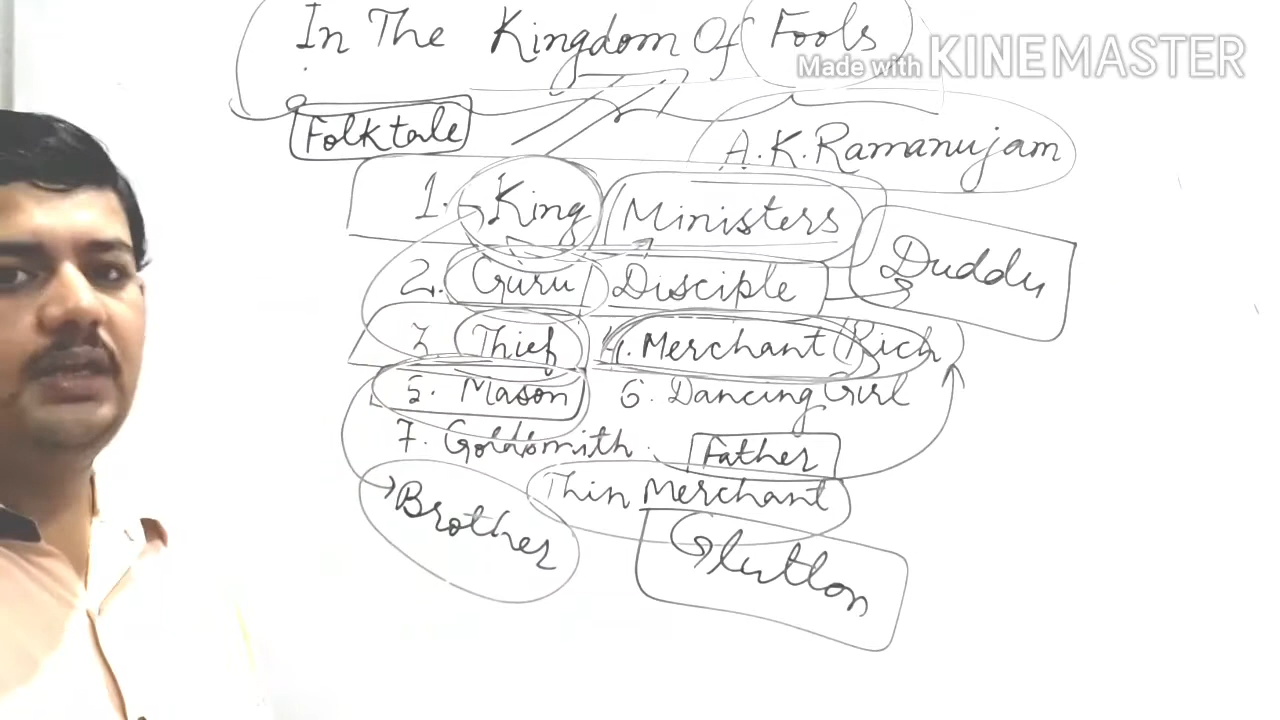 In The Kingdom Of Fools
Made with KINEMASTER
Folktale
A.K.Ramanujam
1. King Ministers
2. Guru Disciple
Duddu
3 Thief 4. Merchant Rich
5. Mason 6. Dancing Girl
7. Goldsmith. Father
Brother
Thin Merchant
Glutton